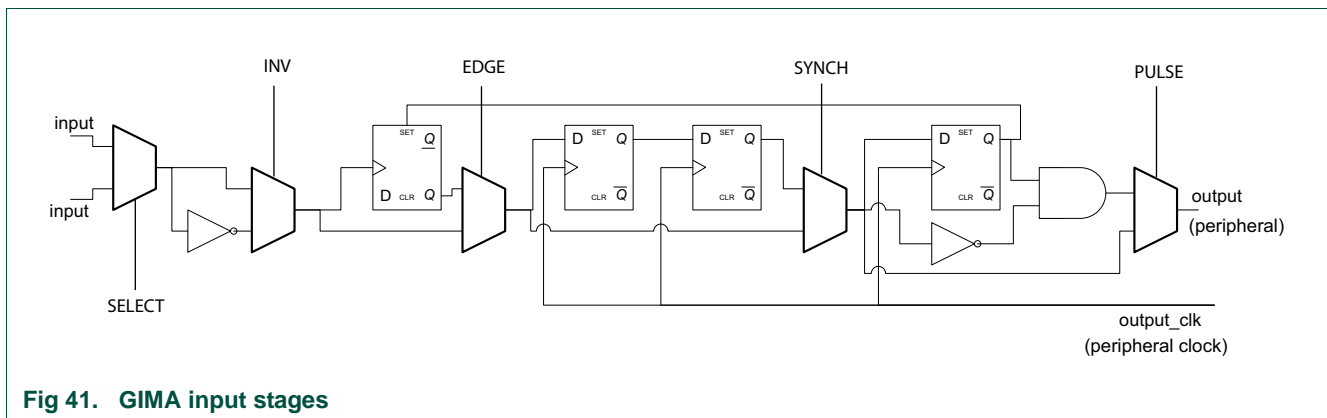 INV
EDGE
SYNCH
PULSE
input
input
SELECT
SET Q
Q
D CLR Q
D SET Q
CLR Q
D SET Q
CLR Q
D SET Q
CLR Q
output
(peripheral)
output_clk
(peripheral clock)
Fig 41. GIMA input stages